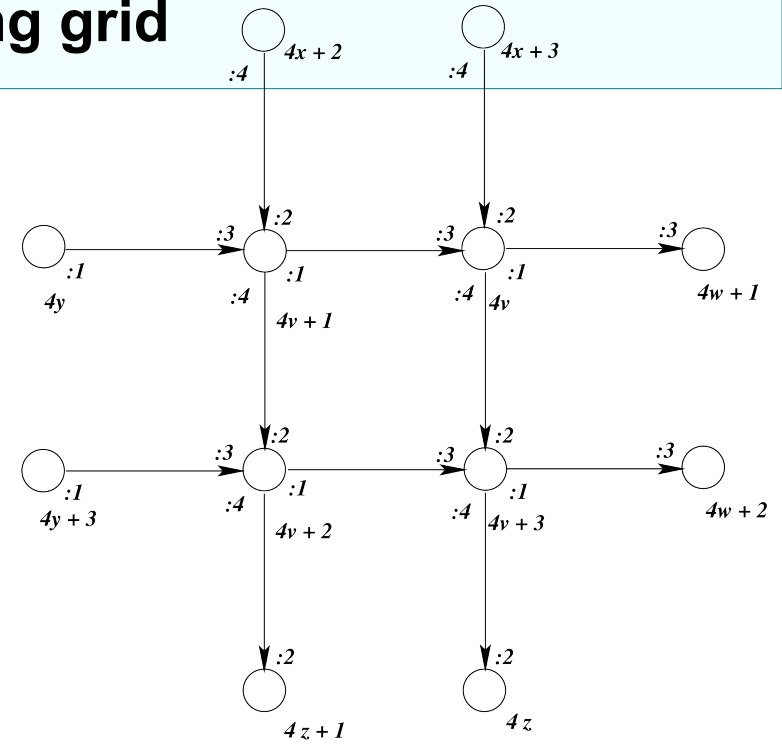 ng grid
4x + 2
4x + 3
:4
:4
:2
:2
:3
:3
:3
:1
:1
:1
4y
:4
4v + 1
:4
4v
4w + 1
:2
:2
:3
:3
:3
:1
:1
:1
4y + 3
:4
4v + 2
:4
4v + 3
4w + 2
:2
:2
4 z + 1
4 z